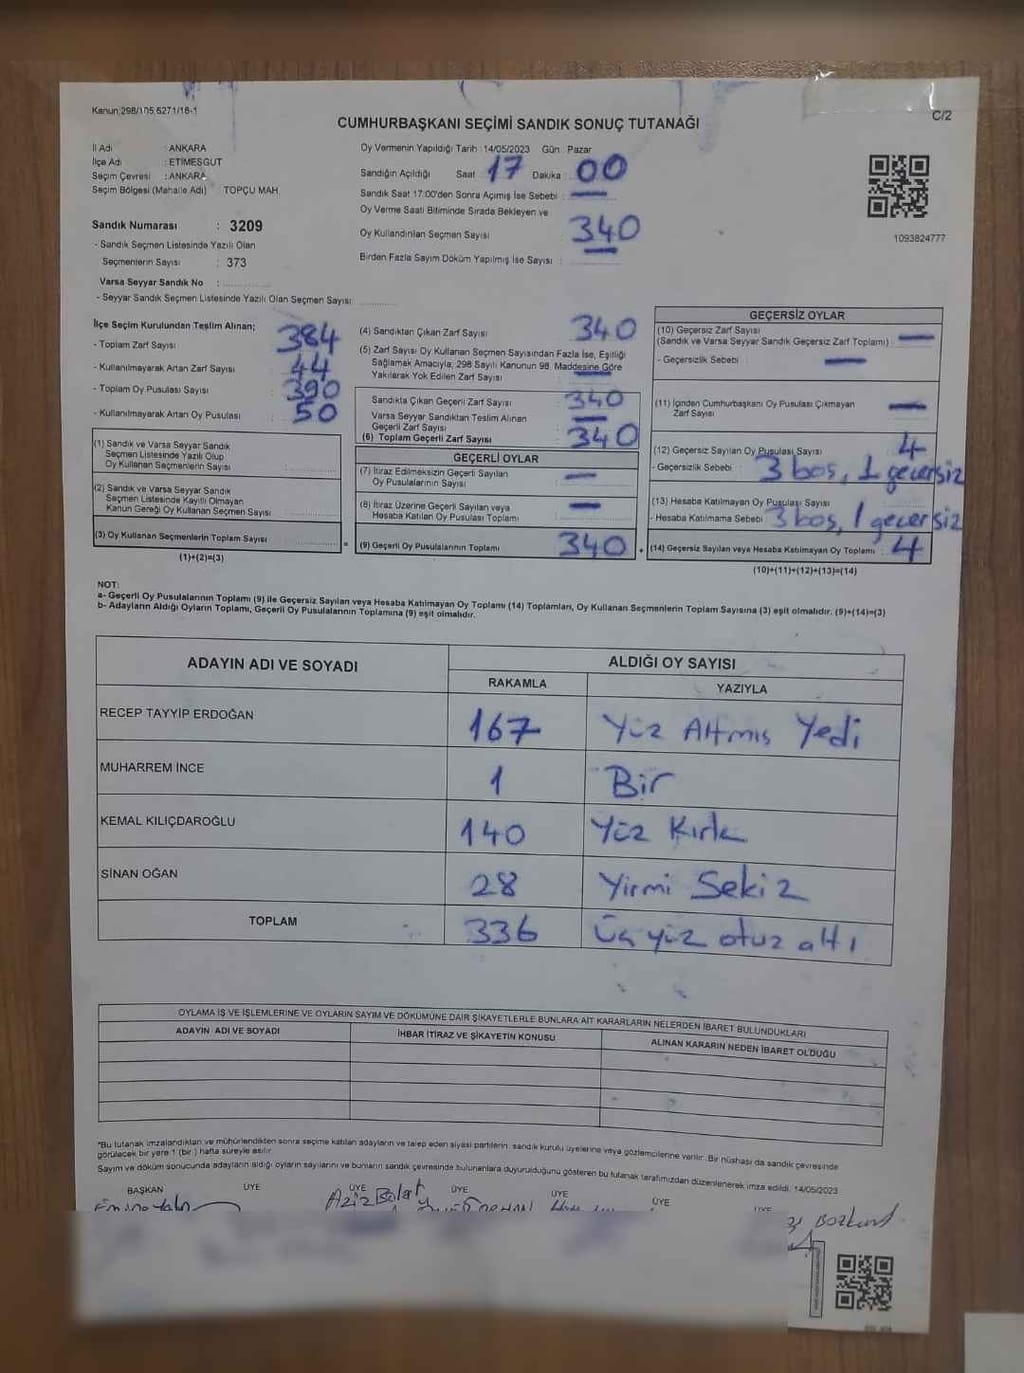 Kanun:298/105,5271/16-1
C/2
CUMHURBAŞKANI SEÇİMİ SANDIK SONUÇ TUTANAĞI
İl Adı : ANKARA
İlçe Adı : ETİMESGUT
Seçim Çevresi : ANKARA
Seçim Bölgesi (Mahalle Adı) TOPÇU MAH.
Sandık Numarası : 3209
- Sandık Seçmen Listesinde Yazılı Olan
Seçmenlerin Sayısı : 373
Varsa Seyyar Sandık No :
- Seyyar Sandık Seçmen Listesinde Yazılı Olan Seçmen Sayısı
Oy Vermenin Yapıldığı Tarih : 14/05/2023 Gün : Pazar
Sandığın Açıldığı Saat : 17 Dakika : 00
Sandık Saat 17:00'den Sonra Açılmış İse Sebebi : —
Oy Verme Saati Bitiminde Sırada Bekleyen ve
Oy Kullandırılan Seçmen Sayısı 340
Birden Fazla Sayım Döküm Yapılmış İse Sayısı :
1093824777
İlçe Seçim Kurulundan Teslim Alınan;
- Toplam Zarf Sayısı : 384
- Kullanılmayarak Artan Zarf Sayısı : 44
- Toplam Oy Pusulası Sayısı : 390
- Kullanılmayarak Artan Oy Pusulası : 50
(1) Sandık ve Varsa Seyyar Sandık
Seçmen Listesinde Yazılı Olup
Oy Kullanan Seçmenlerin Sayısı
(2) Sandık ve Varsa Seyyar Sandık
Seçmen Listesinde Kayıtlı Olmayan
Kanun Gereği Oy Kullanan Seçmen Sayısı
(3) Oy Kullanan Seçmenlerin Toplam Sayısı
=
(1)+(2)=(3)
(4) Sandıktan Çıkan Zarf Sayısı 340
(5) Zarf Sayısı Oy Kullanan Seçmen Sayısından Fazla İse, Eşitliği
Sağlamak Amacıyla, 298 Sayılı Kanunun 98. Maddesine Göre
Yakılarak Yok Edilen Zarf Sayısı —
Sandıkta Çıkan Geçerli Zarf Sayısı 340
Varsa Seyyar Sandıktan Teslim Alınan
Geçerli Zarf Sayısı —
(6) Toplam Geçerli Zarf Sayısı 340
GEÇERLİ OYLAR
(7) İtiraz Edilmeksizin Geçerli Sayılan
Oy Pusulalarının Sayısı —
(8) İtiraz Üzerine Geçerli Sayılan veya
Hesaba Katılan Oy Pusulası Toplamı —
(9) Geçerli Oy Pusulalarının Toplamı 340
+
GEÇERSİZ OYLAR
(10) Geçersiz Zarf Sayısı
(Sandık ve Varsa Seyyar Sandık Geçersiz Zarf Toplamı) —
- Geçersizlik Sebebi : —
(11) İçinden Cumhurbaşkanı Oy Pusulası Çıkmayan
Zarf Sayısı —
(12) Geçersiz Sayılan Oy Pusulası Sayısı 4
- Geçersizlik Sebebi : 3 boş, 1 geçersiz
(13) Hesaba Katılmayan Oy Pusulası Sayısı
- Hesaba Katılmama Sebebi 3 boş, 1 geçersiz
(14) Geçersiz Sayılan veya Hesaba Katılmayan Oy Toplamı 4
(10)+(11)+(12)+(13)=(14)
NOT:
a- Geçerli Oy Pusulalarının Toplamı (9) ile Geçersiz Sayılan veya Hesaba Katılmayan Oy Toplamı (14) Toplamları, Oy Kullanan Seçmenlerin Toplam Sayısına (3) eşit olmalıdır. (9)+(14)=(3)
b- Adayların Aldığı Oyların Toplamı, Geçerli Oy Pusulalarının Toplamına (9) eşit olmalıdır.
ADAYIN ADI VE SOYADI
ALDIĞI OY SAYISI
RAKAMLA YAZIYLA
RECEP TAYYİP ERDOĞAN 167 Yüz Altmış Yedi
MUHARREM İNCE 1 Bir
KEMAL KILIÇDAROĞLU 140 Yüz Kırk
SİNAN OĞAN 28 Yirmi Sekiz
TOPLAM 336 Üç yüz otuz altı
OYLAMA İŞ VE İŞLEMLERİNE VE OYLARIN SAYIM VE DÖKÜMÜNE DAİR ŞİKAYETLERLE BUNLARA AİT KARARLARIN NELERDEN İBARET BULUNDUKLARI
ADAYIN ADI VE SOYADI İHBAR İTİRAZ VE ŞİKAYETİN KONUSU ALINAN KARARIN NEDEN İBARET OLDUĞU
"Bu tutanak imzalandıktan ve mühürlendikten sonra seçime katılan adayların ve talep eden siyasi partilerin, sandık kurulu üyelerine veya gözlemcilerine verilir. Bir nüshası da sandık çevresinde
görülecek bir yere 1 (bir) hafta süreyle asılır.
Sayım ve döküm sonucunda adayların aldığı oyların sayılarını ve bunların sandık çevresinde bulunanlara duyurulduğunu gösteren bu tutanak tarafımızdan düzenlenerek imza edildi. 14/05/2023
BAŞKAN ÜYE ÜYE ÜYE ÜYE ÜYE ÜYE
Aziz Bolat
Bozkurt